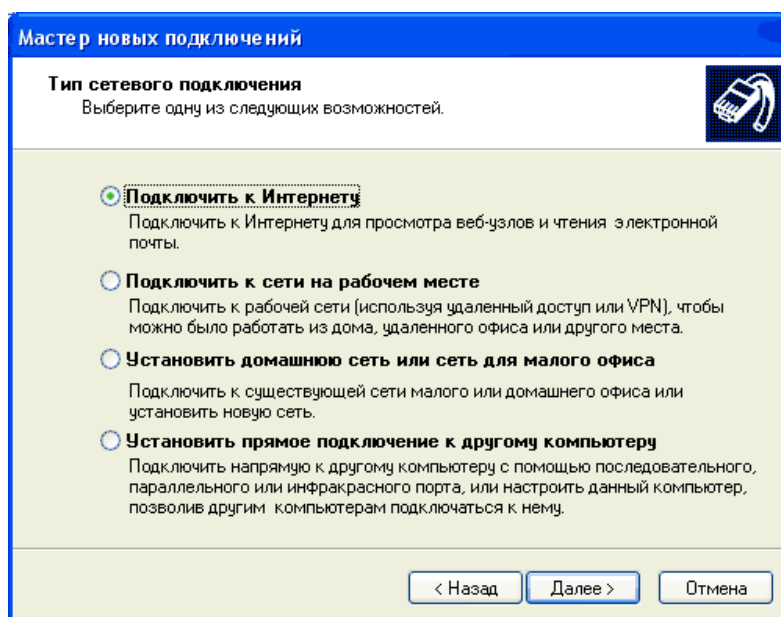 Мастер новых подключений
Тип сетевого подключения
Выберите одну из следующих возможностей.
Подключить к Интернету
Подключить к Интернету для просмотра веб-узлов и чтения электронной
почты.
Подключить к сети на рабочем месте
Подключить к рабочей сети (используя удаленный доступ или VPN), чтобы
можно было работать из дома, удаленного офиса или другого места.
Установить домашнюю сеть или сеть для малого офиса
Подключить к существующей сети малого или домашнего офиса или
установить новую сеть.
Установить прямое подключение к другому компьютеру
Подключить напрямую к другому компьютеру с помощью последовательного,
параллельного или инфракрасного порта, или настроить данный компьютер,
позволив другим компьютерам подключаться к нему.
< Назад Далее > Отмена